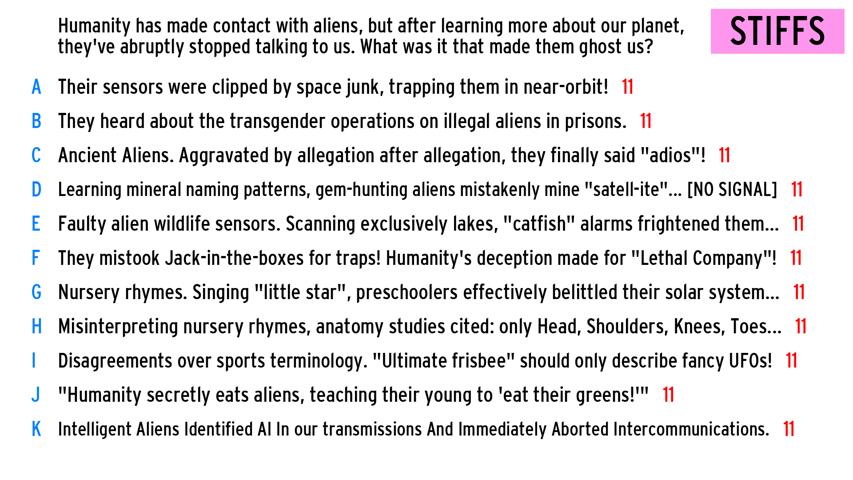 Humanity has made contact with aliens, but after learning more about our planet,
they've abruptly stopped talking to us. What was it that made them ghost us?
STIFFS
A Their sensors were clipped by space junk, trapping them in near-orbit! 11
B They heard about the transgender operations on illegal aliens in prisons. 11
C Ancient Aliens. Aggravated by allegation after allegation, they finally said "adios"! 11
D Learning mineral naming patterns, gem-hunting aliens mistakenly mine "satell-ite"... [NO SIGNAL] 11
E Faulty alien wildlife sensors. Scanning exclusively lakes, "catfish" alarms frightened them... 11
F They mistook Jack-in-the-boxes for traps! Humanity's deception made for "Lethal Company"! 11
G Nursery rhymes. Singing "little star", preschoolers effectively belittled their solar system... 11
H Misinterpreting nursery rhymes, anatomy studies cited: only Head, Shoulders, Knees, Toes... 11
I Disagreements over sports terminology. "Ultimate frisbee" should only describe fancy UFOs! 11
J "Humanity secretly eats aliens, teaching their young to 'eat their greens!'" 11
K Intelligent Aliens Identified AI In our transmissions And Immediately Aborted Intercommunications. 11